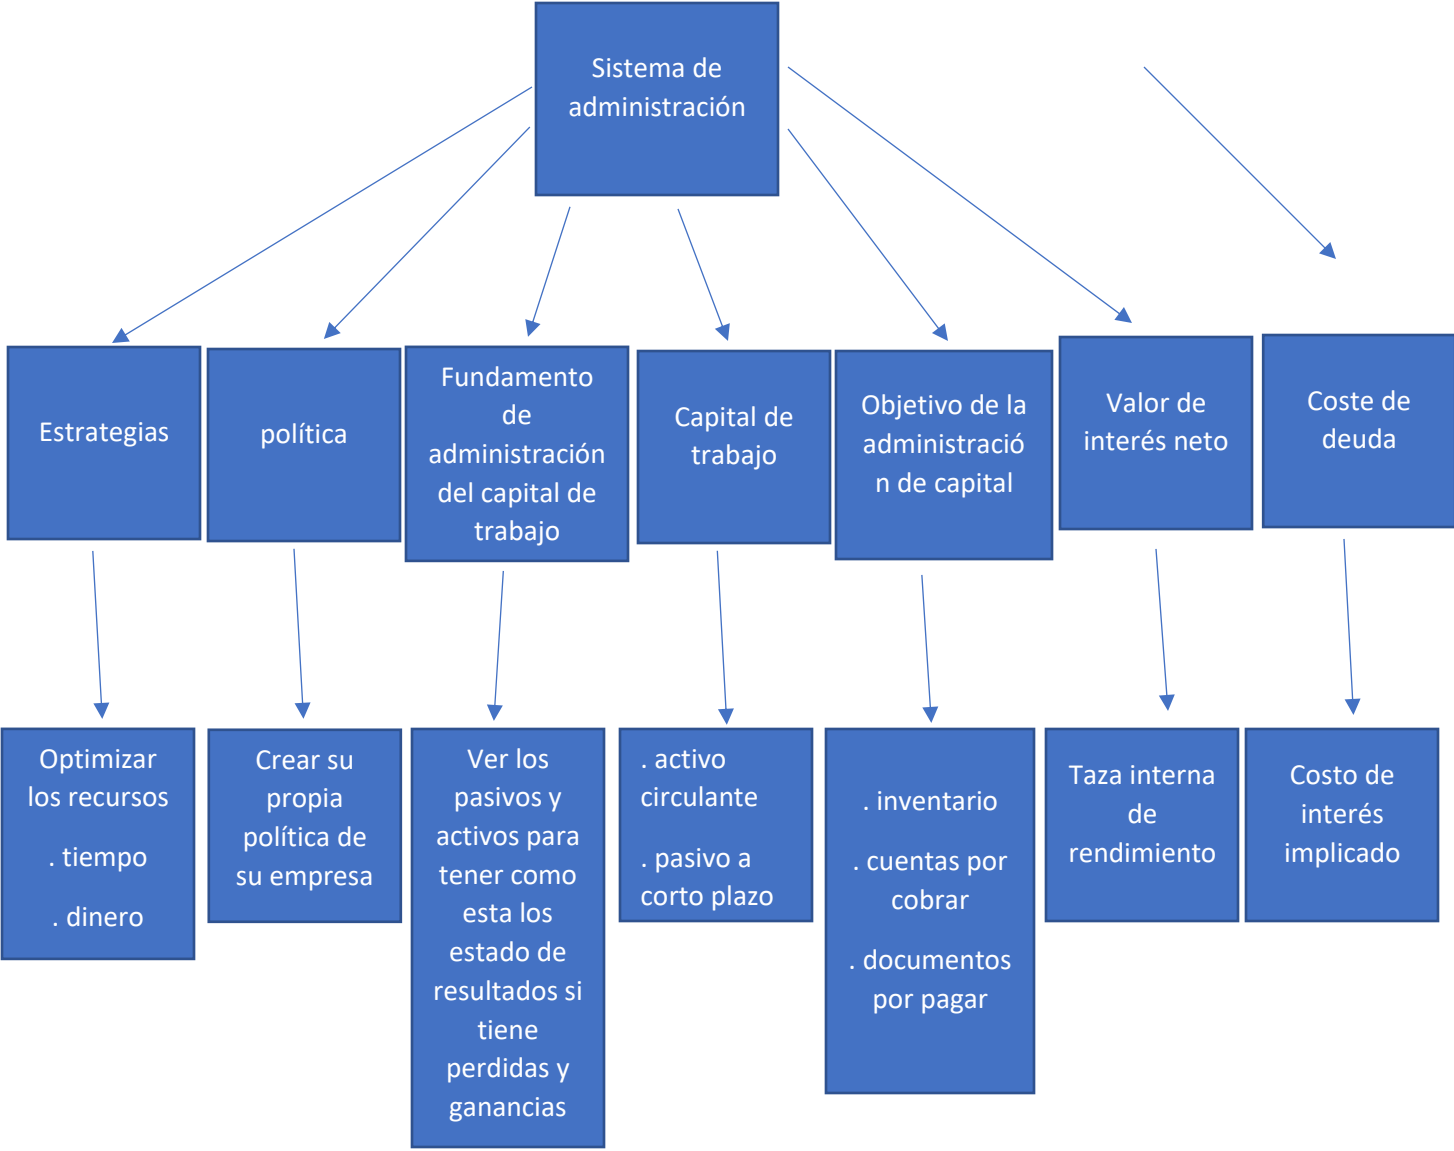 Sistema de
administración
Estrategias
política
Fundamento
de
administración
del capital de
trabajo
Capital de
trabajo
Objetivo de la
administració
n de capital
Valor de
interés neto
Coste de
deuda
Optimizar
los recursos
. tiempo
. dinero
Crear su
propia
política de
su empresa
Ver los
pasivos y
activos para
tener como
esta los
estado de
resultados si
tiene
perdidas y
ganancias
. activo
circulante
. pasivo a
corto plazo
. inventario
. cuentas por
cobrar
. documentos
por pagar
Taza interna
de
rendimiento
Costo de
interés
implicado